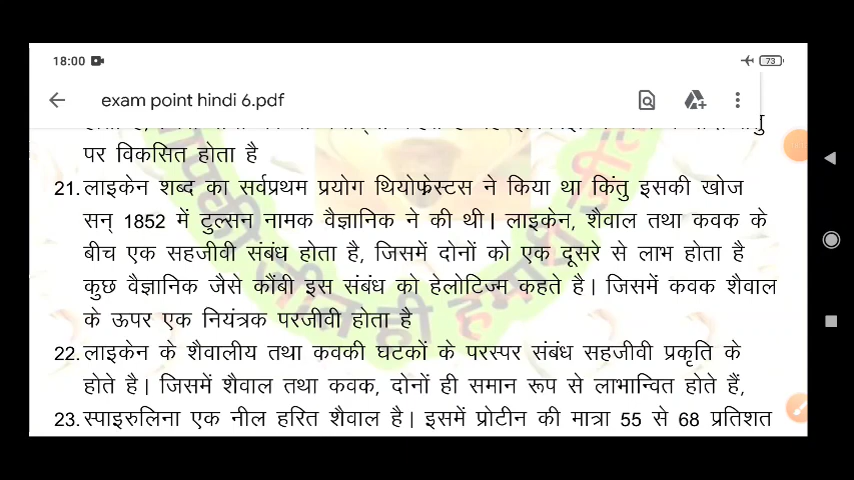 18:00
73
exam point hindi 6.pdf
पर विकसित होता है
21. लाइकेन शब्द का सर्वप्रथम प्रयोग थियोफ्रेस्टस ने किया था किंतु इसकी खोज
सन् 1852 में टुल्सन नामक वैज्ञानिक ने की थी। लाइकेन, शैवाल तथा कवक के
बीच एक सहजीवी संबंध होता है, जिसमें दोनों को एक दूसरे से लाभ होता है
कुछ वैज्ञानिक जैसे कौंबी इस संबंध को हेलोटिज्म कहते है। जिसमें कवक शैवाल
के ऊपर एक नियंत्रक परजीवी होता है
22. लाइकेन के शैवालीय तथा कवकी घटकों के परस्पर संबंध सहजीवी प्रकृति के
होते है। जिसमें शैवाल तथा कवक, दोनों ही समान रूप से लाभान्वित होते हैं,
23. स्पाइरुलिना एक नील हरित शैवाल है। इसमें प्रोटीन की मात्रा 55 से 68 प्रतिशत